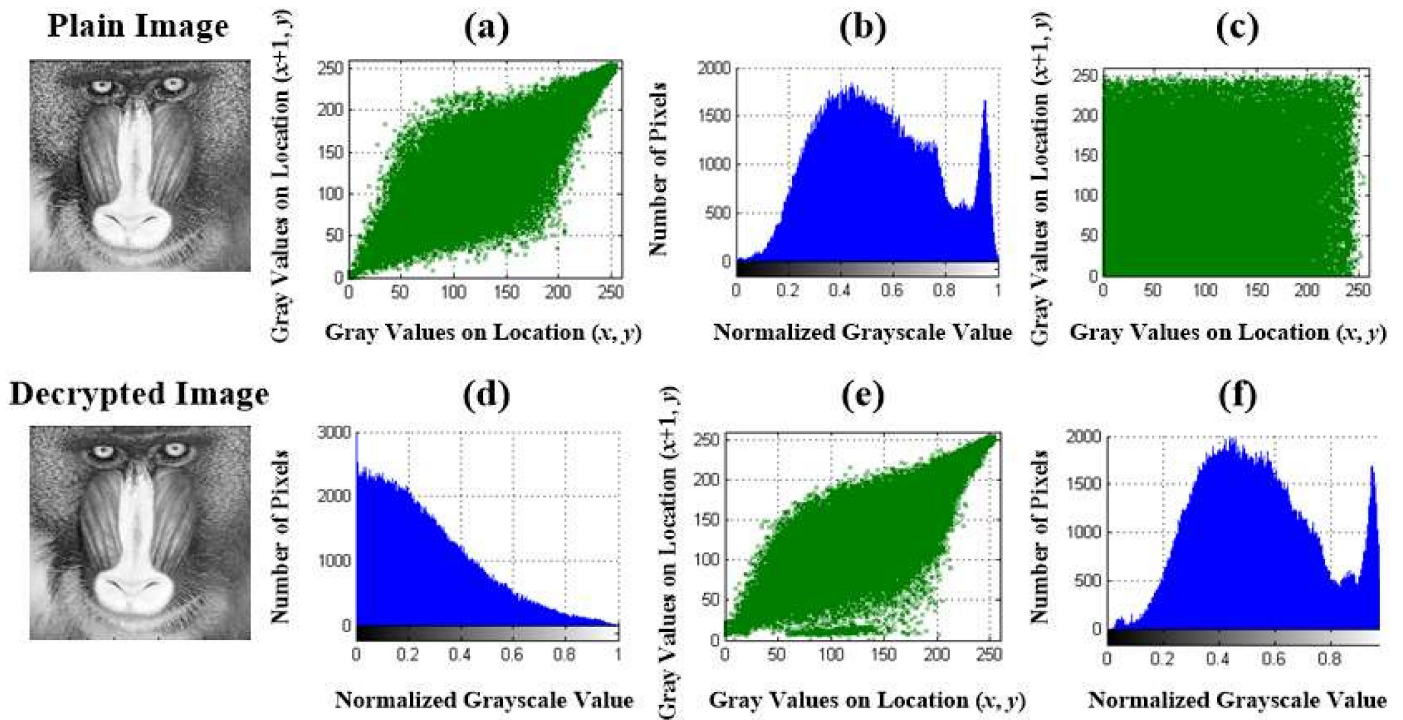 Plain Image
(a)
(b)
(c)
Gray Values on Location (x+1, y)
250
200
150
100
50
0
0 50 100 150 200 250
Gray Values on Location (x, y)
Number of Pixels
2000
1500
1000
500
0
0 0.2 0.4 0.6 0.8 1
Normalized Grayscale Value
Gray Values on Location (x+1, y)
250
200
150
100
50
0
0 50 100 150 200 250
Gray Values on Location (x, y)
Decrypted Image
(d)
(e)
(f)
Number of Pixels
3000
2000
1000
0
0 0.2 0.4 0.6 0.8 1
Normalized Grayscale Value
Gray Values on Location (x+1, y)
250
200
150
100
50
0
0 50 100 150 200 250
Gray Values on Location (x, y)
Number of Pixels
2000
1500
1000
500
0
0 0.2 0.4 0.6 0.8
Normalized Grayscale Value